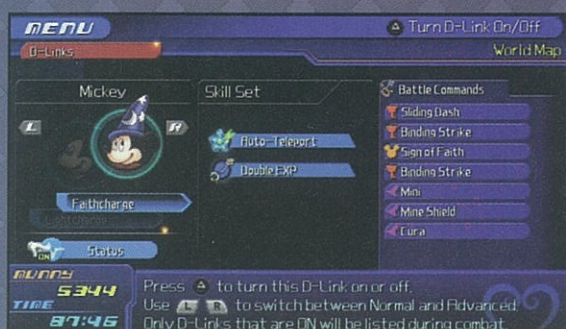 MENU
Turn D-Link On/Off
D-Links
World Map
Mickey
L
R
Faithcharge
Lightcharge
ON
Status
Skill Set
Auto-Teleport
Double EXP
Battle Commands
Sliding Dash
Binding Strike
Sign of Faith
Binding Strike
Mini
Mine Shield
Cura
MUNNY
5344
TIME
87:46
Press to turn this D-Link on or off.
Use L R to switch between Normal and Advanced.
Only D-Links that are ON will be listed during combat.